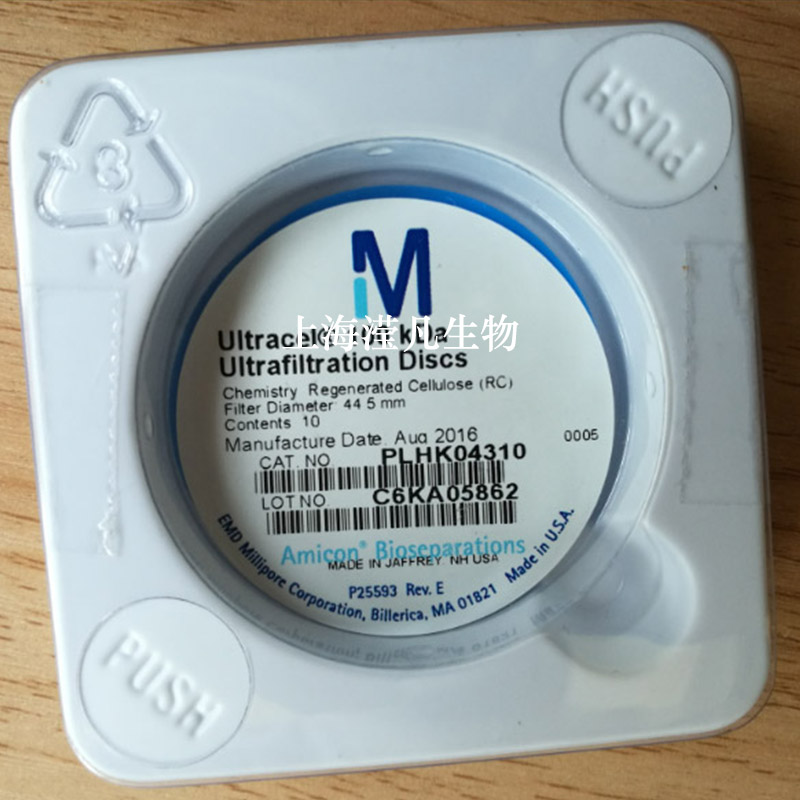 PUSH
3
M
Ultracel
上海滢凡生物
Ultrafiltration Discs
Chemistry Regenerated Cellulose (RC)
Filter Diameter 44 5 mm
Contents 10
Manufacture Date. Aug 2016
0005
CAT. NO PLHK04310
LOT NO C6KA05862
Amicon® Bioseparations
MADE IN JAFFREY. NH USA
P25593 Rev. E
EMD Millipore Corporation, Billerica, MA 01821 Made in U.S.A.
PUSH